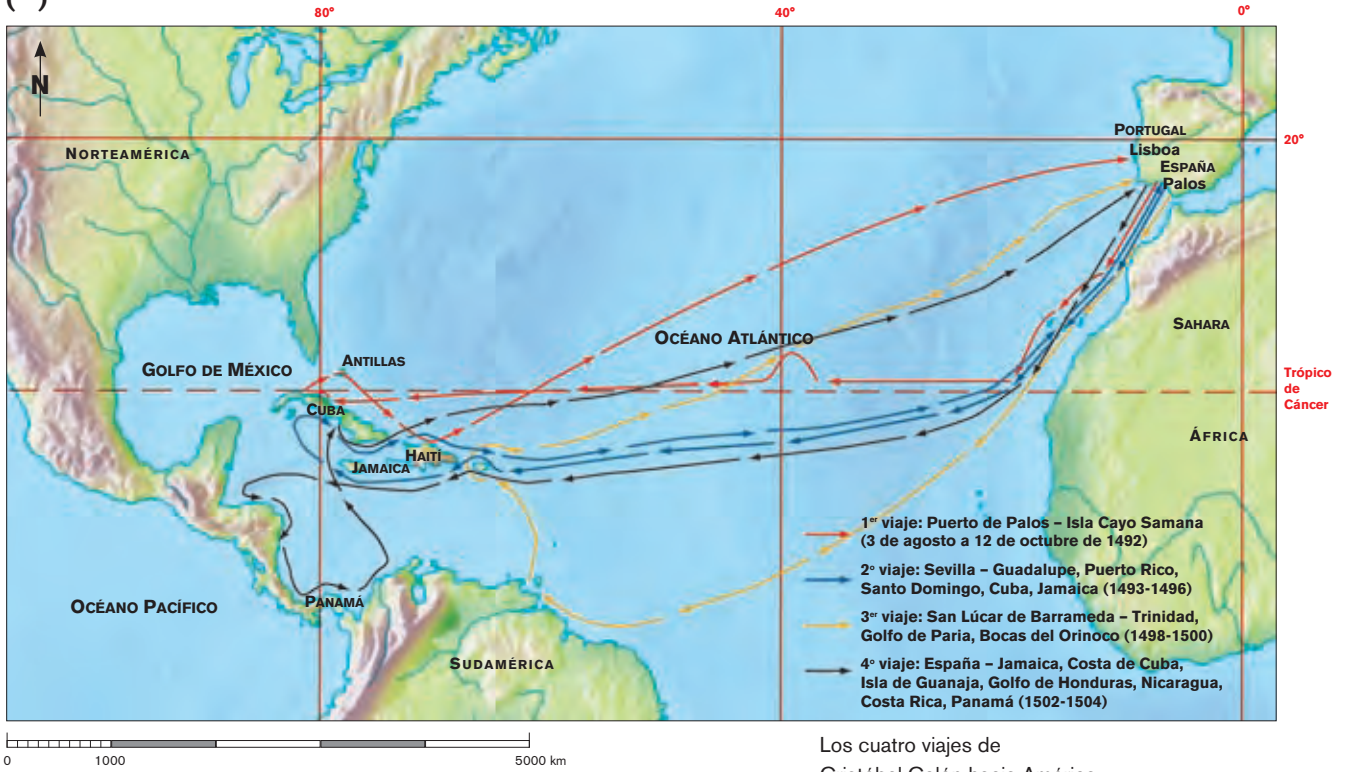 80°
40°
0°
N
NORTEAMÉRICA
PORTUGAL
20°
Lisboa
ESPAÑA
Palos
SAHARA
OCÉANO ATLÁNTICO
ANTILLAS
GOLFO DE MÉXICO
Trópico
de
Cáncer
CUBA
ÁFRICA
HAITÍ
JAMAICA
1er viaje: Puerto de Palos – Isla Cayo Samana
(3 de agosto a 12 de octubre de 1492)
2° viaje: Sevilla – Guadalupe, Puerto Rico,
Santo Domingo, Cuba, Jamaica (1493-1496)
PANAMÁ
OCÉANO PACÍFICO
3er viaje: San Lúcar de Barrameda – Trinidad,
Golfo de Paria, Bocas del Orinoco (1498-1500)
SUDAMÉRICA
4° viaje: España – Jamaica, Costa de Cuba,
Isla de Guanaja, Golfo de Honduras, Nicaragua,
Costa Rica, Panamá (1502-1504)
0
1000
5000 km
Los cuatro viajes de